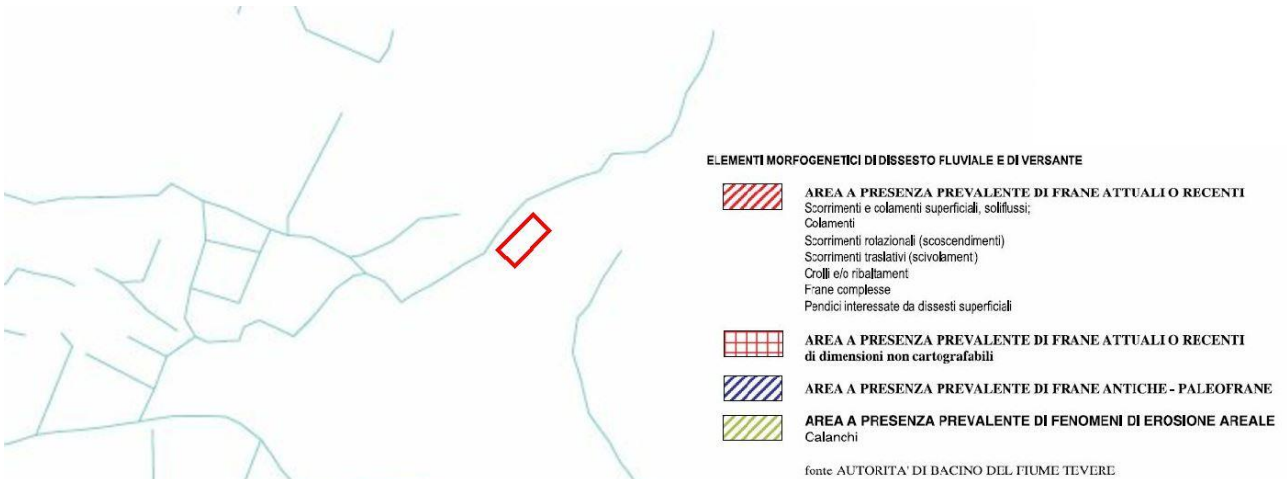 ELEMENTI MORFOGENETICI DI DISSESTO FLUVIALE E DI VERSANTE
AREA A PRESENZA PREVALENTE DI FRANE ATTUALI O RECENTI
Scorrimenti e colamenti superficiali, soliflussi;
Colamenti
Scorrimenti rotazionali (scoscendimenti)
Scorrimenti traslativi (scivolament)
Crolli e/o ribaltament
Frane complesse
Pendici interessate da dissesti superficiali
AREA A PRESENZA PREVALENTE DI FRANE ATTUALI O RECENTI
di dimensioni non cartografabili
AREA A PRESENZA PREVALENTE DI FRANE ANTICHE - PALEOFRANE
AREA A PRESENZA PREVALENTE DI FENOMENI DI EROSIONE AREALE
Calanchi
fonte AUTORITA' DI BACINO DEL FIUME TEVERE